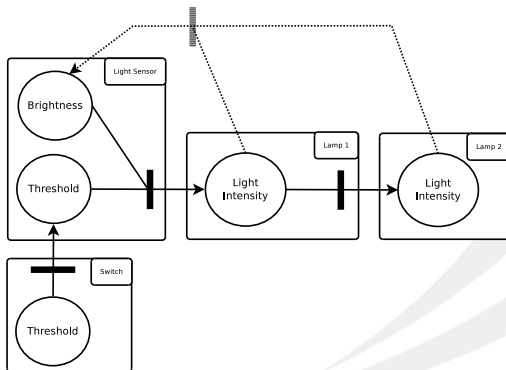 Light Sensor
Brightness
Threshold
Lamp 1
Light
Intensity
Lamp 2
Light
Intensity
Switch
Threshold